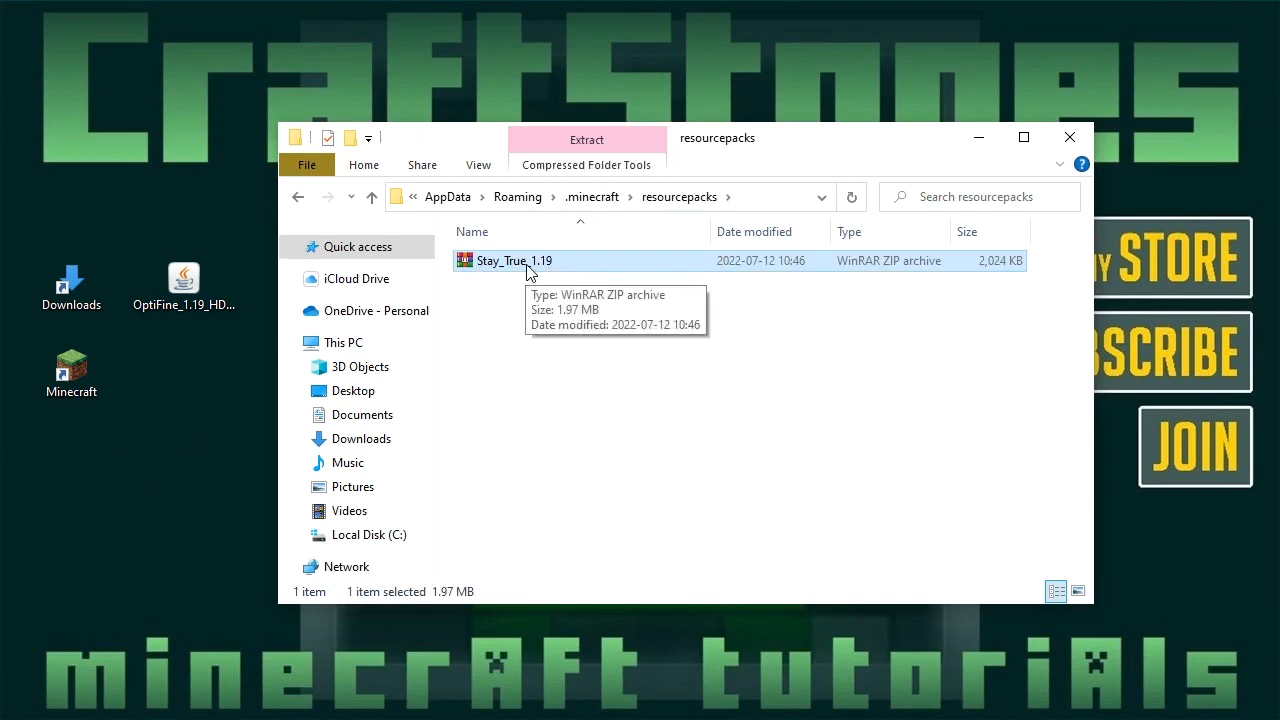 CraftStones
Extract
resourcepacks
File
Home
Share
View
Compressed Folder Tools
?
« AppData › Roaming › .minecraft › resourcepacks ›
Search resourcepacks
Name
Date modified
Type
Size
Quick access
Stay_True_1.19
2022-07-12 10:46
WinRAR ZIP archive
2,024 KB
Type: WinRAR ZIP archive
Size: 1.97 MB
Date modified: 2022-07-12 10:46
iCloud Drive
OneDrive - Personal
This PC
3D Objects
Desktop
Documents
Downloads
Music
Pictures
Videos
Local Disk (C:)
Network
1 item
1 item selected
1.97 MB
Downloads
OptiFine_1.19_HD...
Minecraft
STORE
JOIN
minecrAft tutoriAls